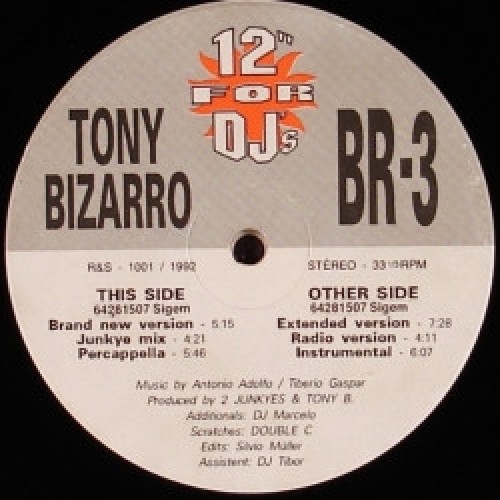 12"
FOR
DJ's
TONY
BIZARRO
BR-3
R&S - 1001 / 1992
STÉREO - 33 1/3 RPM
THIS SIDE
64281507 Sigem
Brand new version - 5:15
Junkye mix - 4:21
Percappella - 5:46
OTHER SIDE
64281507 Sigem
Extended version - 7:28
Radio version - 4:11
Instrumental - 6:07
Music by Antonio Adolfo / Tiberio Gaspar
Produced by 2 JUNKYES & TONY B.
Additionals: DJ Marcelo
Scratches: DOUBLE C
Edits: Silvio Müller
Assistent: DJ Tibor